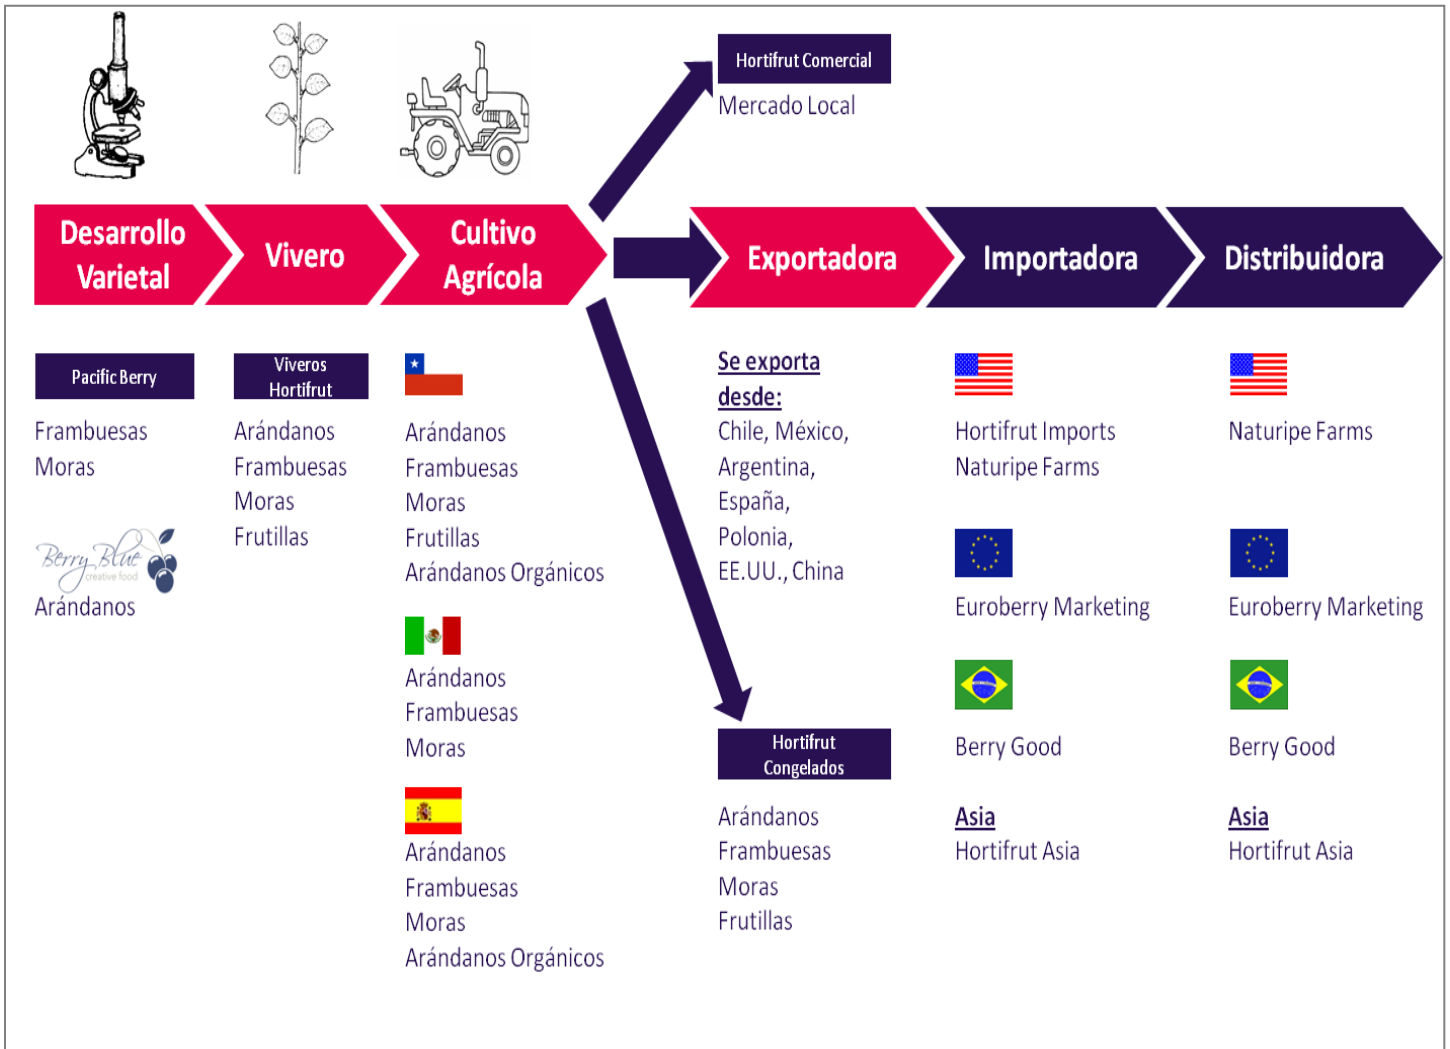 Hortifrut Comercial
Mercado Local
Desarrollo
Varietal
Vivero
Cultivo
Agrícola
Exportadora
Importadora
Distribuidora
Pacific Berry
Frambuesas
Moras
Berry Blue
creative food
Arándanos
Viveros
Hortifrut
Arándanos
Frambuesas
Moras
Frutillas
Arándanos
Frambuesas
Moras
Frutillas
Arándanos Orgánicos
Arándanos
Frambuesas
Moras
Arándanos
Frambuesas
Moras
Arándanos Orgánicos
Se exporta
desde:
Chile, México,
Argentina,
España,
Polonia,
EE.UU., China
Hortifrut
Congelados
Arándanos
Frambuesas
Moras
Frutillas
Hortifrut Imports
Naturipe Farms
Euroberry Marketing
Berry Good
Asia
Hortifrut Asia
Naturipe Farms
Euroberry Marketing
Berry Good
Asia
Hortifrut Asia